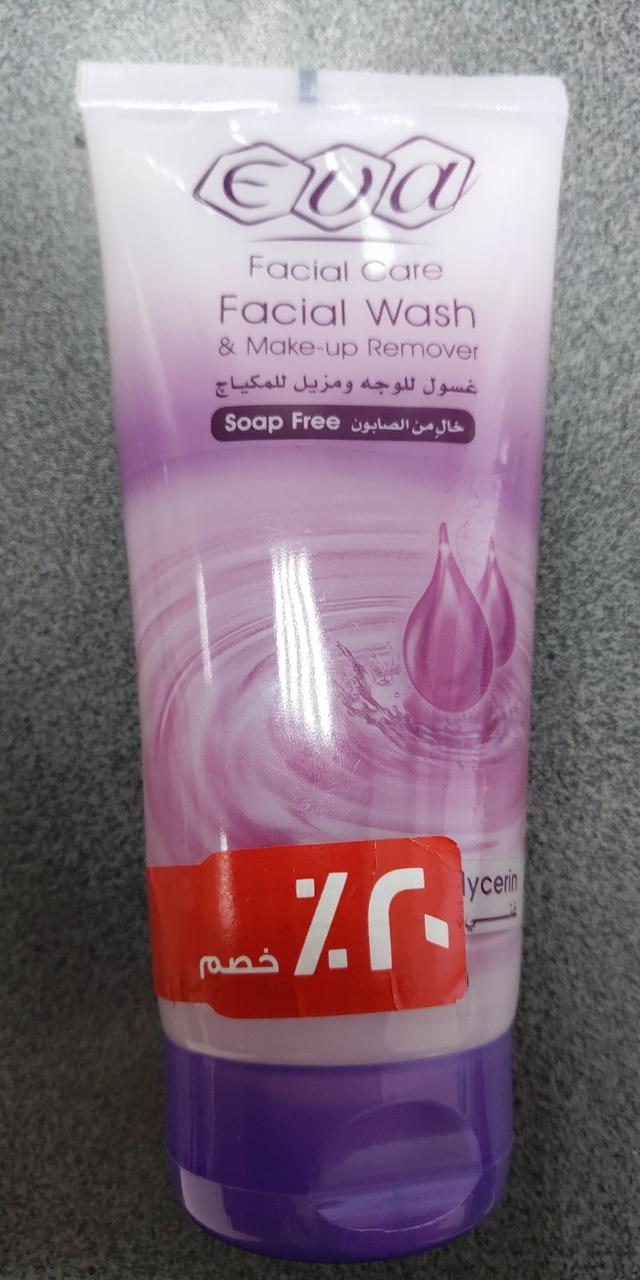 Eva
Facial Care
Facial Wash
& Make-up Remover
غسول للوجه ومزيل للمكياج
Soap Free خالٍ من الصابون
٢٠٪
خصم
lycerin